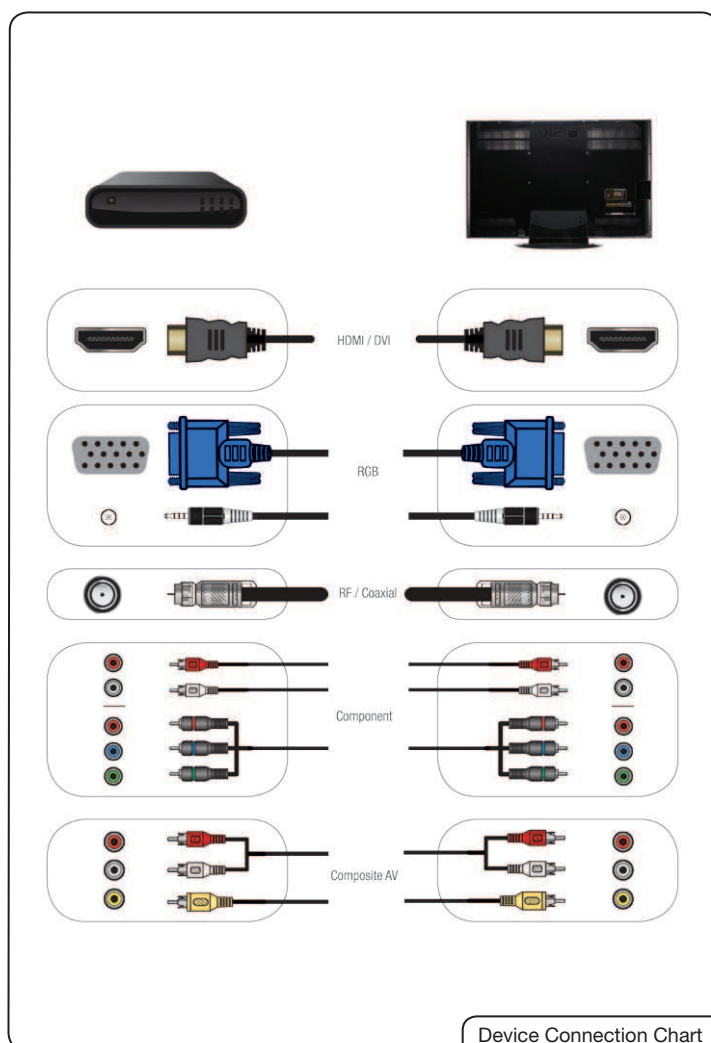 HDMI / DVI
RGB
RF / Coaxial
Component
Composite AV
Device Connection Chart